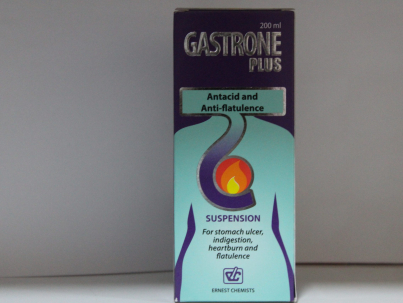 200 ml
GASTRONE
PLUS
Antacid and
Anti-flatulence
SUSPENSION
For stomach ulcer,
indigestion,
heartburn and
flatulence
ERNEST CHEMISTS